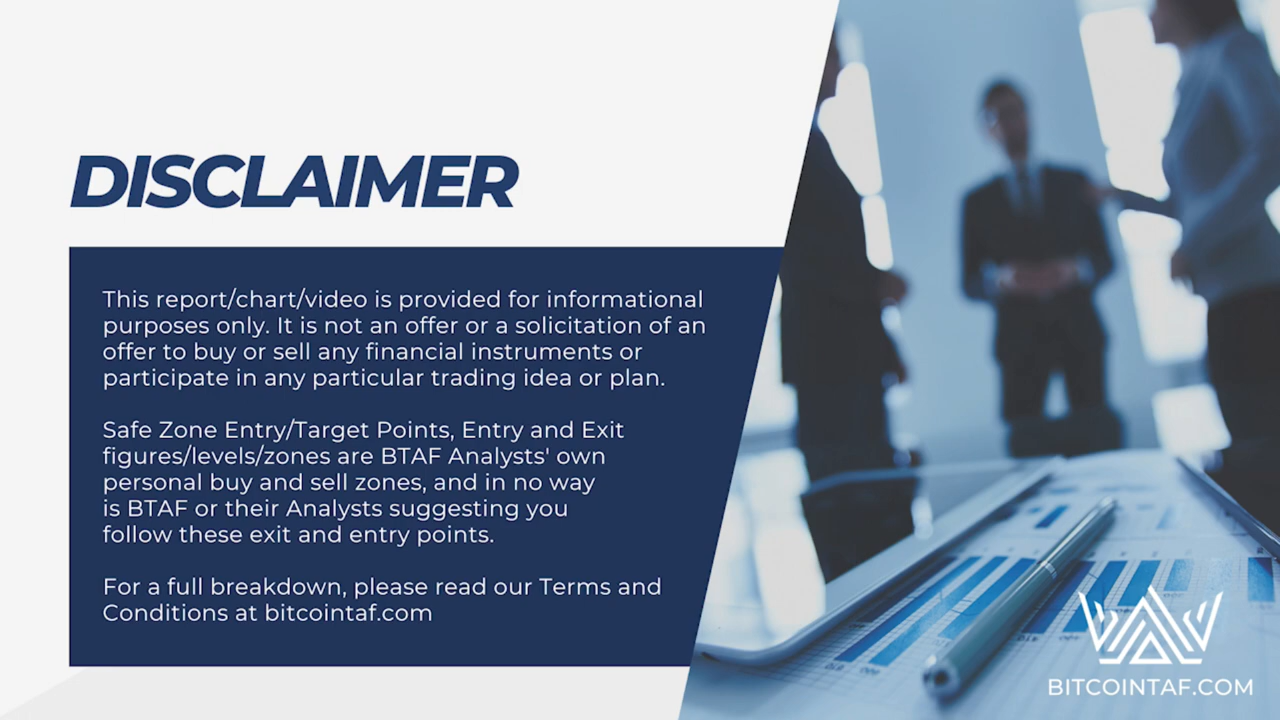 DISCLAIMER
This report/chart/video is provided for informational
purposes only. It is not an offer or a solicitation of an
offer to buy or sell any financial instruments or
participate in any particular trading idea or plan.
Safe Zone Entry/Target Points, Entry and Exit
figures/levels/zones are BTAF Analysts' own
personal buy and sell zones, and in no way
is BTAF or their Analysts suggesting you
follow these exit and entry points.
For a full breakdown, please read our Terms and
Conditions at bitcointaf.com
BITCOINTAF.COM